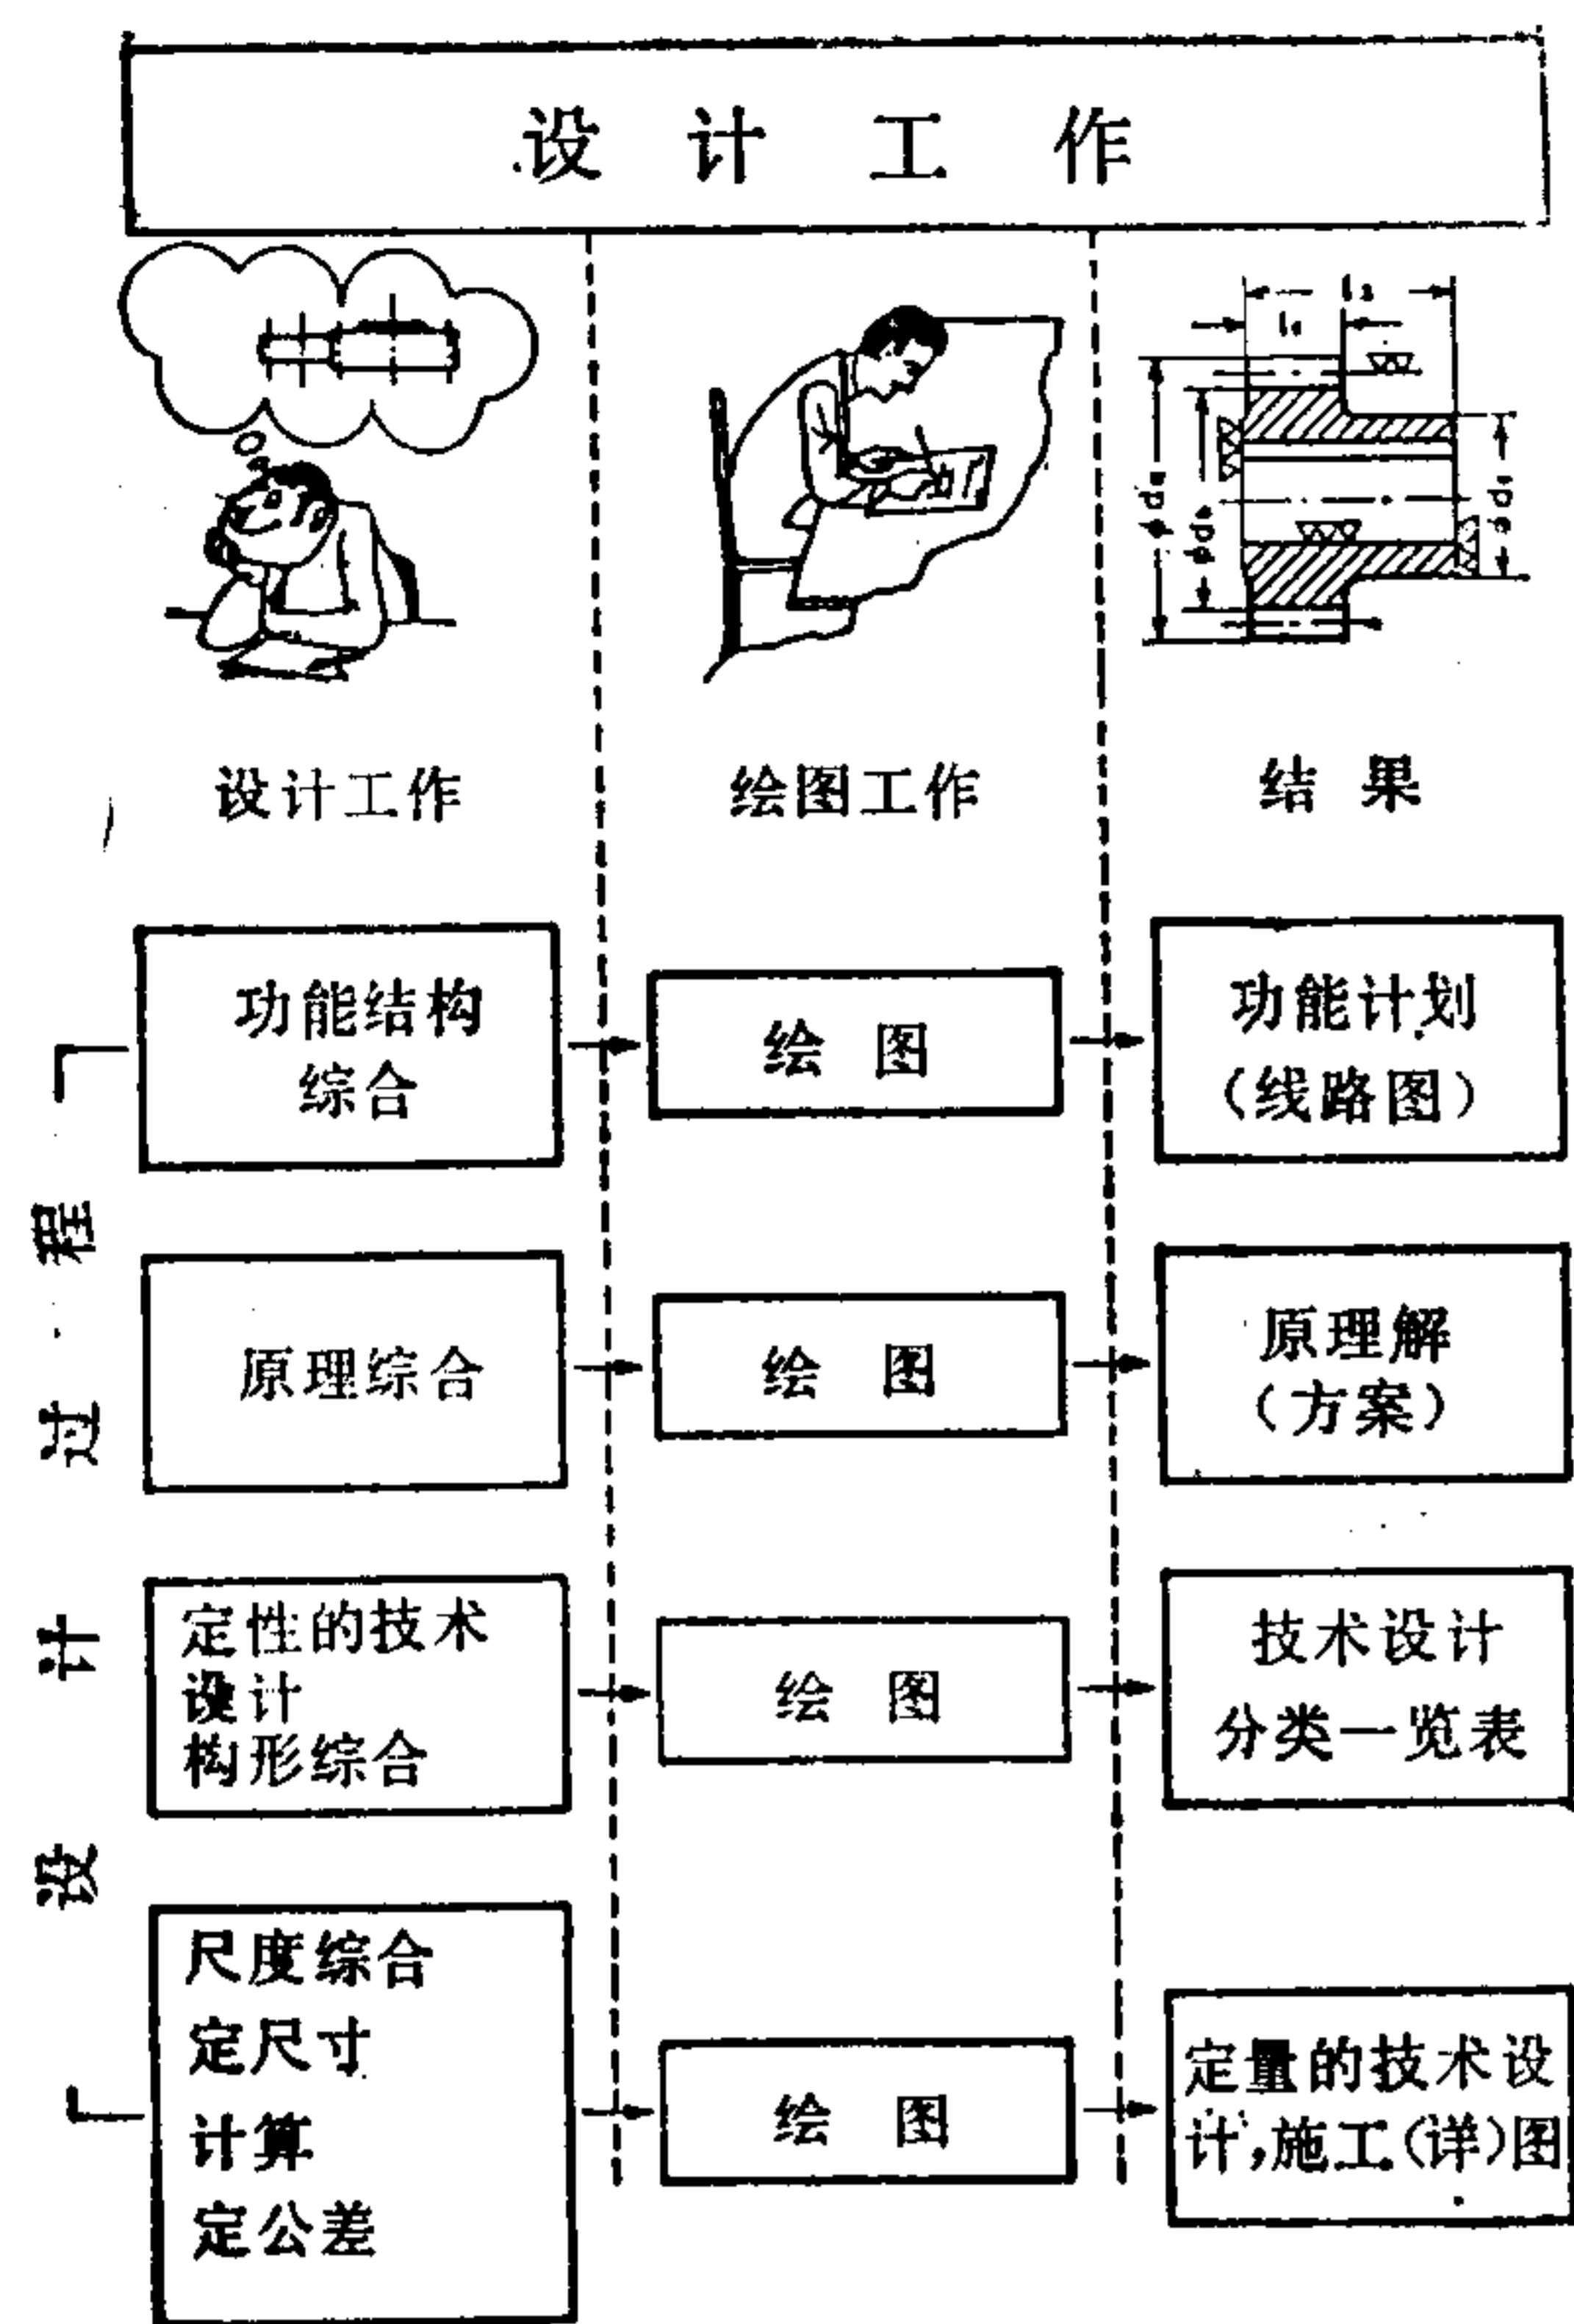 设计工作
设计工作
绘图工作
结果
设计过程
功能结构
综合
绘图
功能计划
(线路图)
原理综合
绘图
原理解
(方案)
定性的技术
设计
构形综合
绘图
技术设计
分类一览表
尺度综合
定尺寸
计算
定公差
绘图
定量的技术设
计,施工(详)图